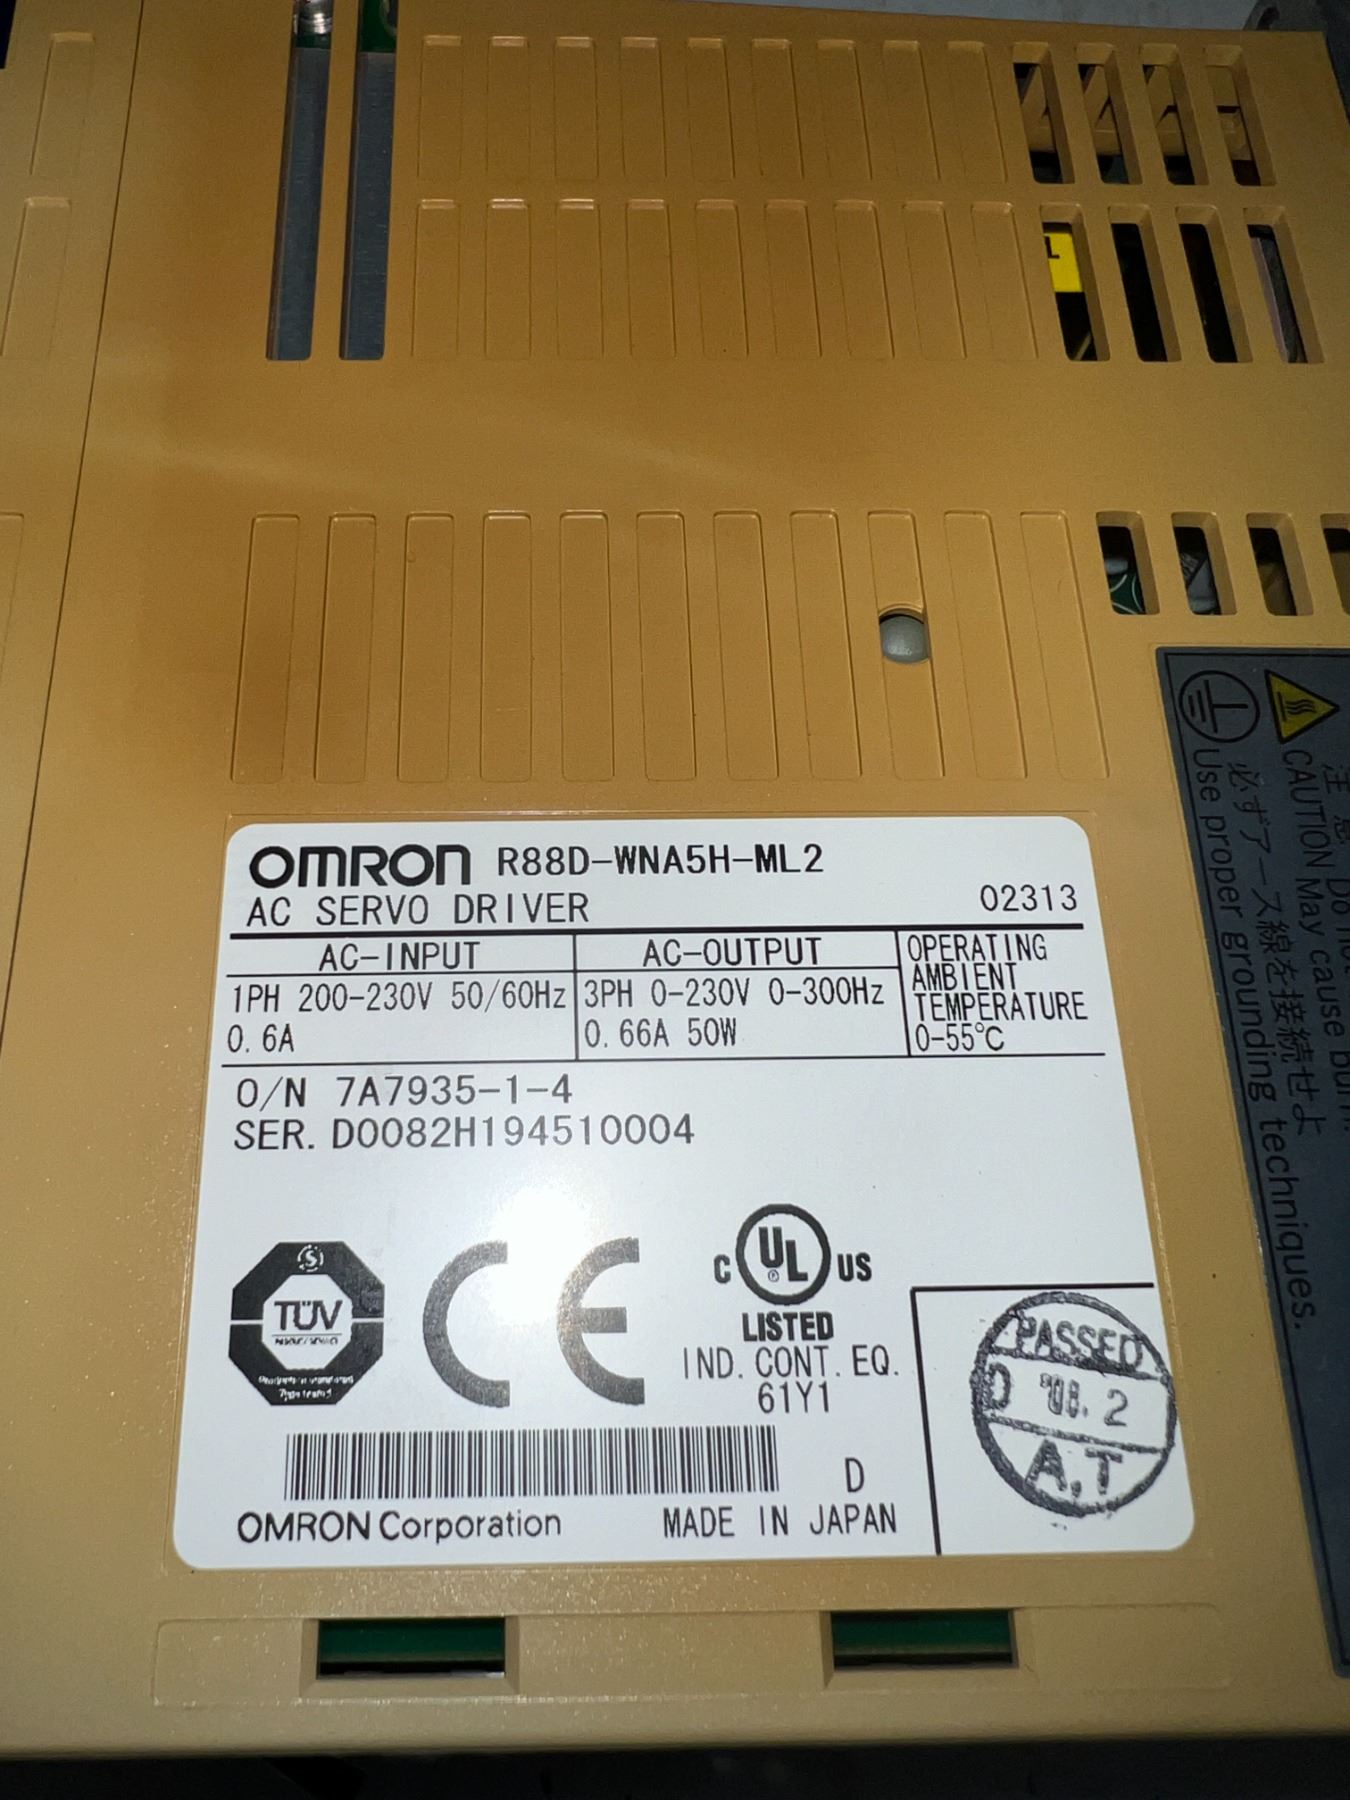 OMRON R88D-WNA5H-ML2
AC SERVO DRIVER
02313
AC-INPUT
1PH 200-230V 50/60Hz
0.6A
AC-OUTPUT
3PH 0-230V 0-300Hz
0.66A 50W
OPERATING
AMBIENT
TEMPERATURE
0-55℃
O/N 7A7935-1-4
SER. D0082H194510004
TÜV
CE
C UL US
LISTED
IND. CONT. EQ.
61Y1
D
OMRON Corporation
MADE IN JAPAN
PASSED
D '08. 2
A.T
CAUTION May cause burn.
必ずアース線を接続せよ
Use proper grounding techniques.